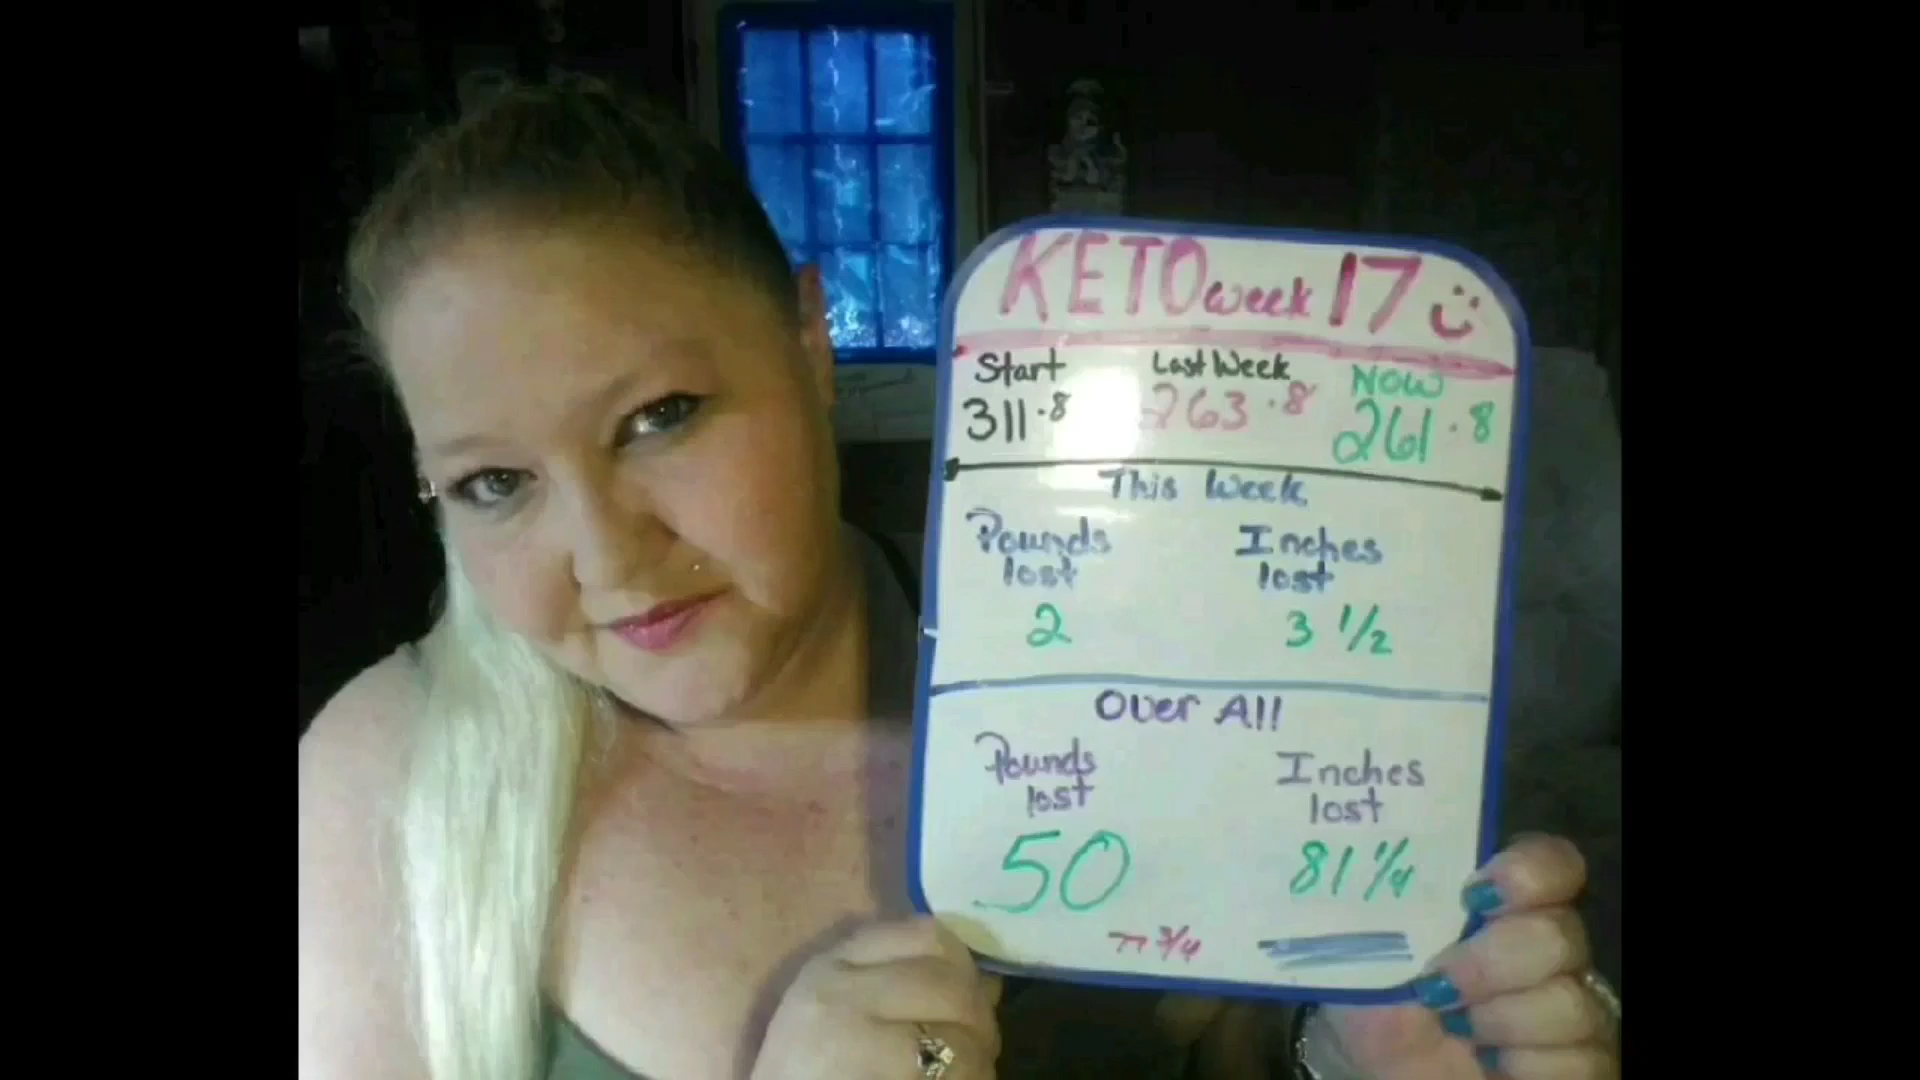 KETO week 17 :)
Start Last Week Now
311.8 263.8 261.8
This Week
Pounds lost Inches lost
2 3 1/2
Over All
Pounds lost Inches lost
50 81 1/4
77 3/4